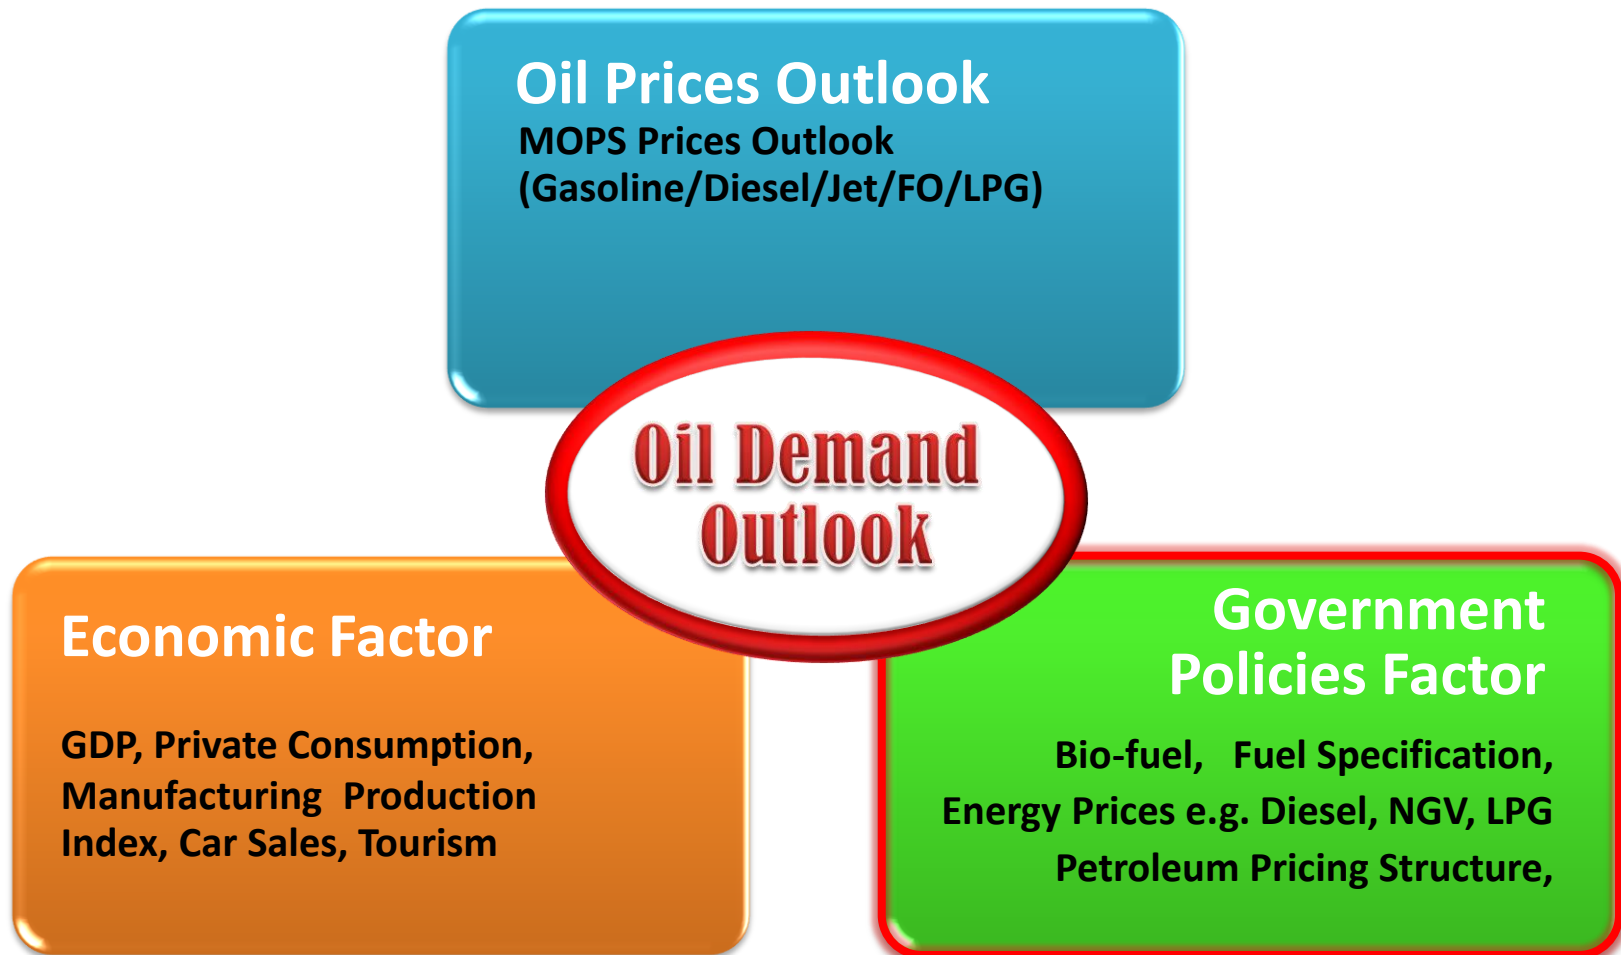 Oil Prices Outlook
MOPS Prices Outlook
(Gasoline/Diesel/Jet/FO/LPG)
Oil Demand
Outlook
Economic Factor
GDP, Private Consumption,
Manufacturing Production
Index, Car Sales, Tourism
Government
Policies Factor
Bio-fuel, Fuel Specification,
Energy Prices e.g. Diesel, NGV, LPG
Petroleum Pricing Structure,